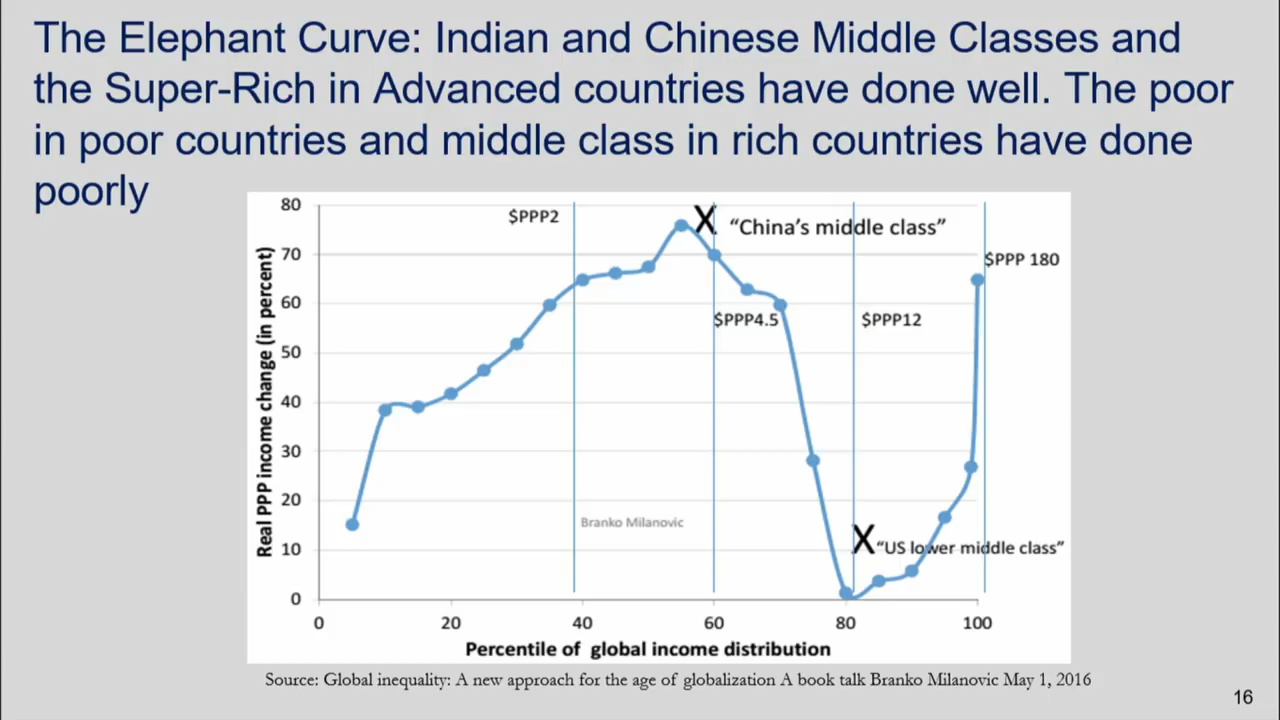 The Elephant Curve: Indian and Chinese Middle Classes and
the Super-Rich in Advanced countries have done well. The poor
in poor countries and middle class in rich countries have done
poorly
80
$PPP2
X
“China’s middle class”
70
$PPP 180
60
$PPP4.5
$PPP12
50
40
30
20
Branko Milanovic
10
X
“US lower middle class”
0
Real PPP income change (in percent)
0 20 40 60 80 100
Percentile of global income distribution
Source: Global inequality: A new approach for the age of globalization A book talk Branko Milanovic May 1, 2016
16